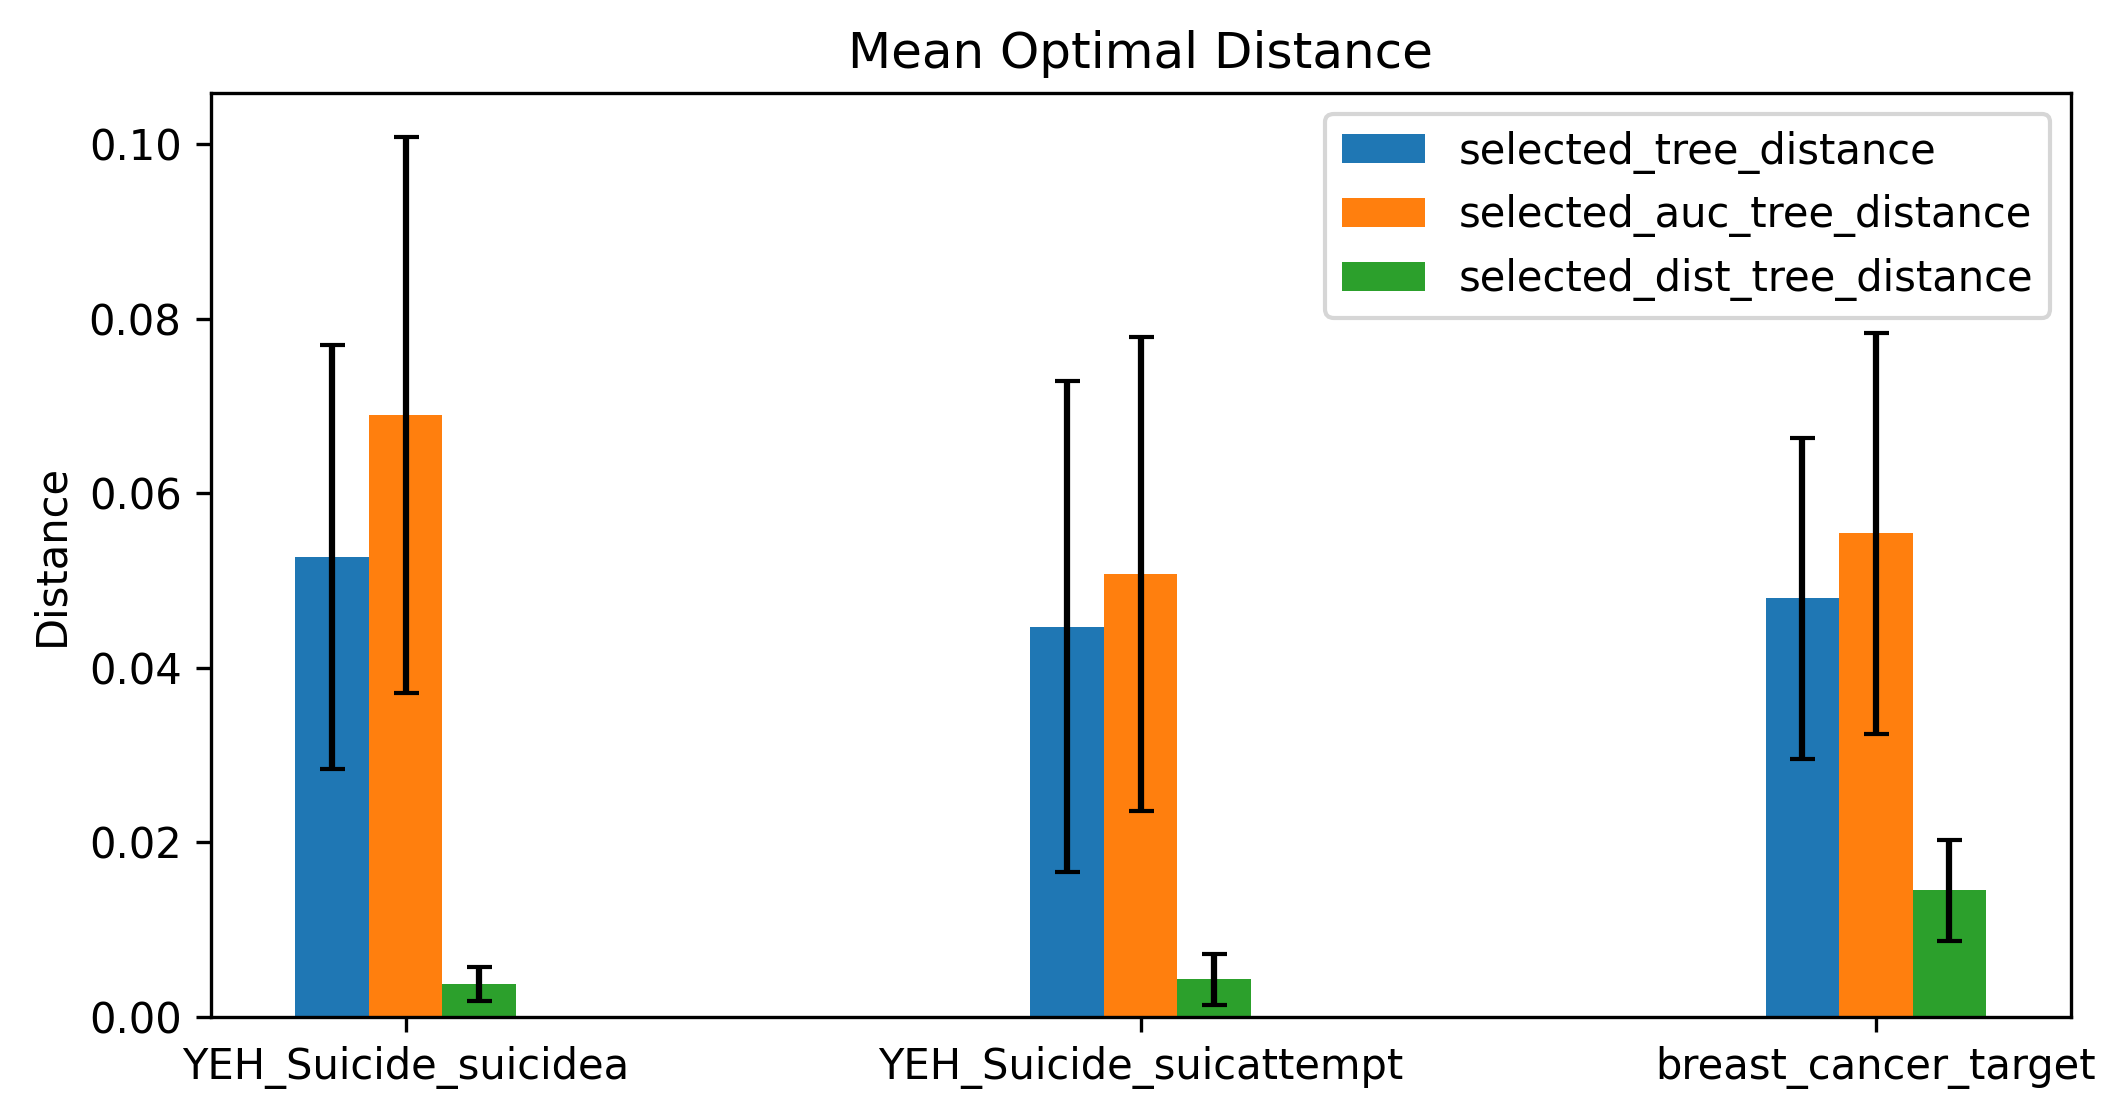 Mean Optimal Distance
selected_tree_distance
selected_auc_tree_distance
selected_dist_tree_distance
Distance
0.10
0.08
0.06
0.04
0.02
0.00
YEH_Suicide_suicidea
YEH_Suicide_suicattempt
breast_cancer_target